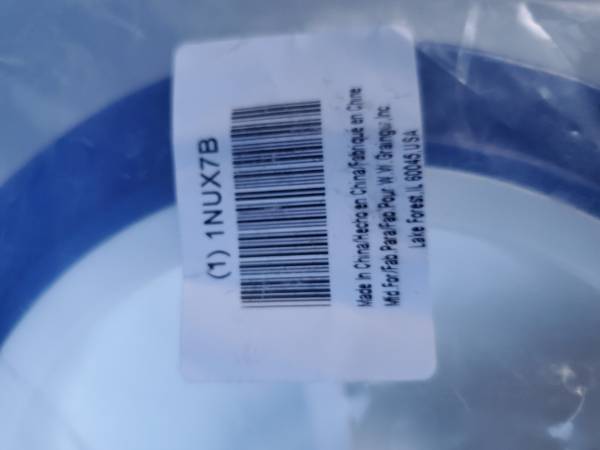 (1) 1NUX7B
Made In China/Hecho en China/Fabriqué en Chine
Mfd For/Fab Para/Fab Pour W.W. Grainger, Inc.
Lake Forest, IL 60045 USA